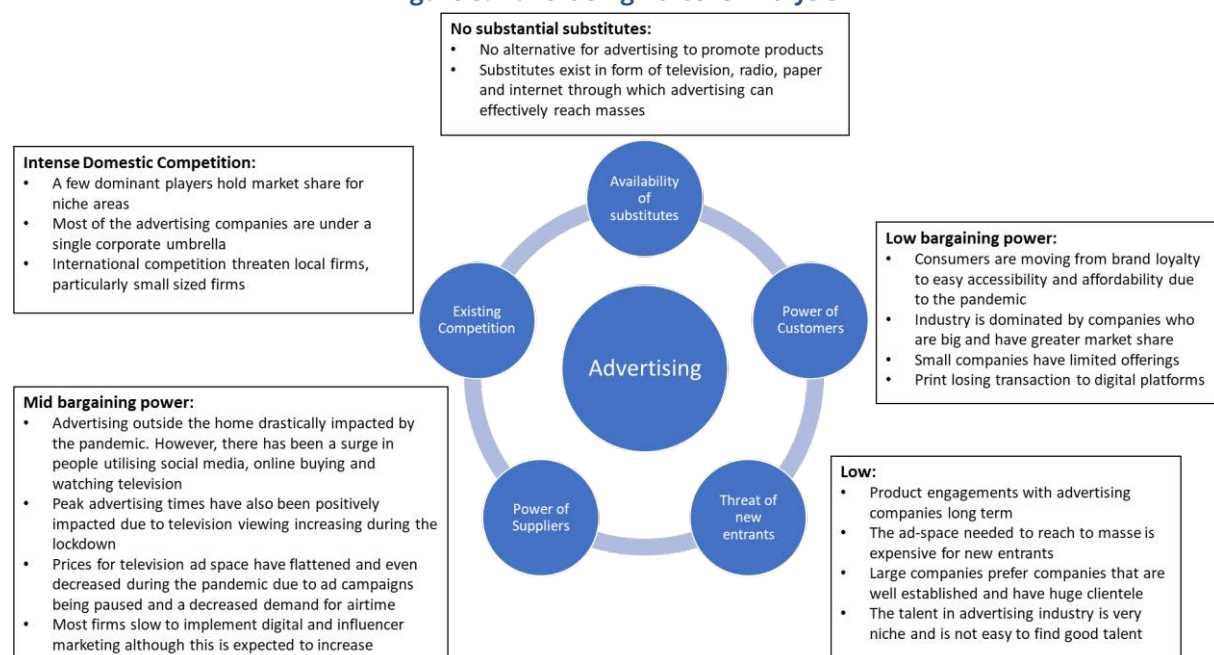 No substantial substitutes:
• No alternative for advertising to promote products
• Substitutes exist in form of television, radio, paper
and internet through which advertising can
effectively reach masses
Intense Domestic Competition:
• A few dominant players hold market share for
niche areas
• Most of the advertising companies are under a
single corporate umbrella
• International competition threaten local firms,
particularly small sized firms
Availability
of
substitutes
Low bargaining power:
• Consumers are moving from brand loyalty
to easy accessibility and affordability due
to the pandemic
• Industry is dominated by companies who
are big and have greater market share
• Small companies have limited offerings
• Print losing transaction to digital platforms
Existing
Competition
Power of
Customers
Advertising
Mid bargaining power:
• Advertising outside the home drastically impacted by
the pandemic. However, there has been a surge in
people utilising social media, online buying and
watching television
• Peak advertising times have also been positively
impacted due to television viewing increasing during the
lockdown
• Prices for television ad space have flattened and even
decreased during the pandemic due to ad campaigns
being paused and a decreased demand for airtime
• Most firms slow to implement digital and influencer
marketing although this is expected to increase
Power of
Suppliers
Threat of
new
entrants
Low:
• Product engagements with advertising
companies long term
• The ad-space needed to reach to masse is
expensive for new entrants
• Large companies prefer companies that are
well established and have huge clientele
• The talent in advertising industry is very
niche and is not easy to find good talent